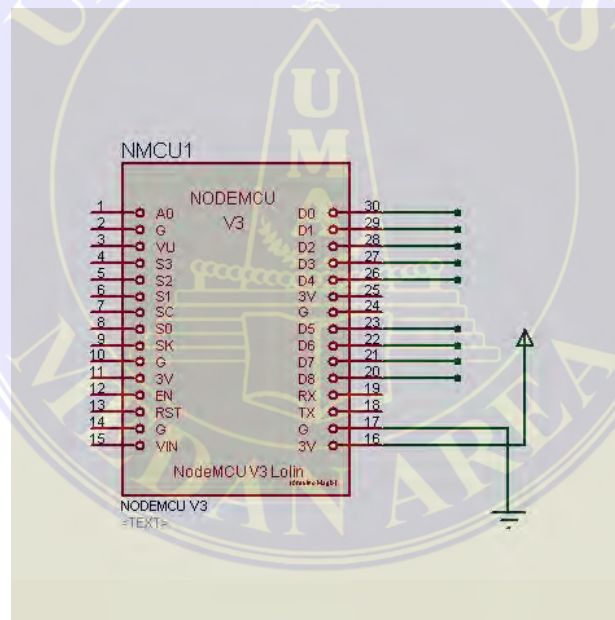 NMCU1
NODEMCU
V3
1 A0 D0 30
2 G D1 29
3 VU D2 28
4 S3 D3 27
5 S2 D4 26
6 S1 3V 25
7 SC G 24
8 S0 D5 23
9 SK D6 22
10 G D7 21
11 3V D8 20
12 EN RX 19
13 RST TX 18
14 G G 17
15 VIN 3V 16
NodeMCU V3 Lolin
NODEMCU V3
<TEXT>
UMA
MEDAN AREA